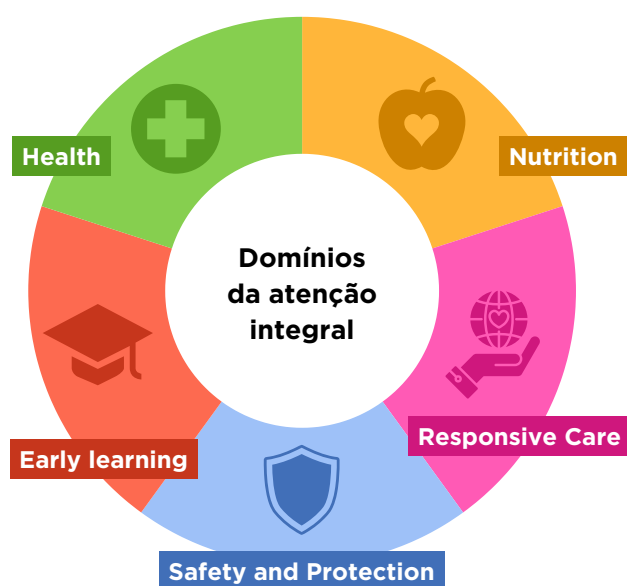 Health
Nutrition
Domínios
da atenção
integral
Responsive Care
Early learning
Safety and Protection